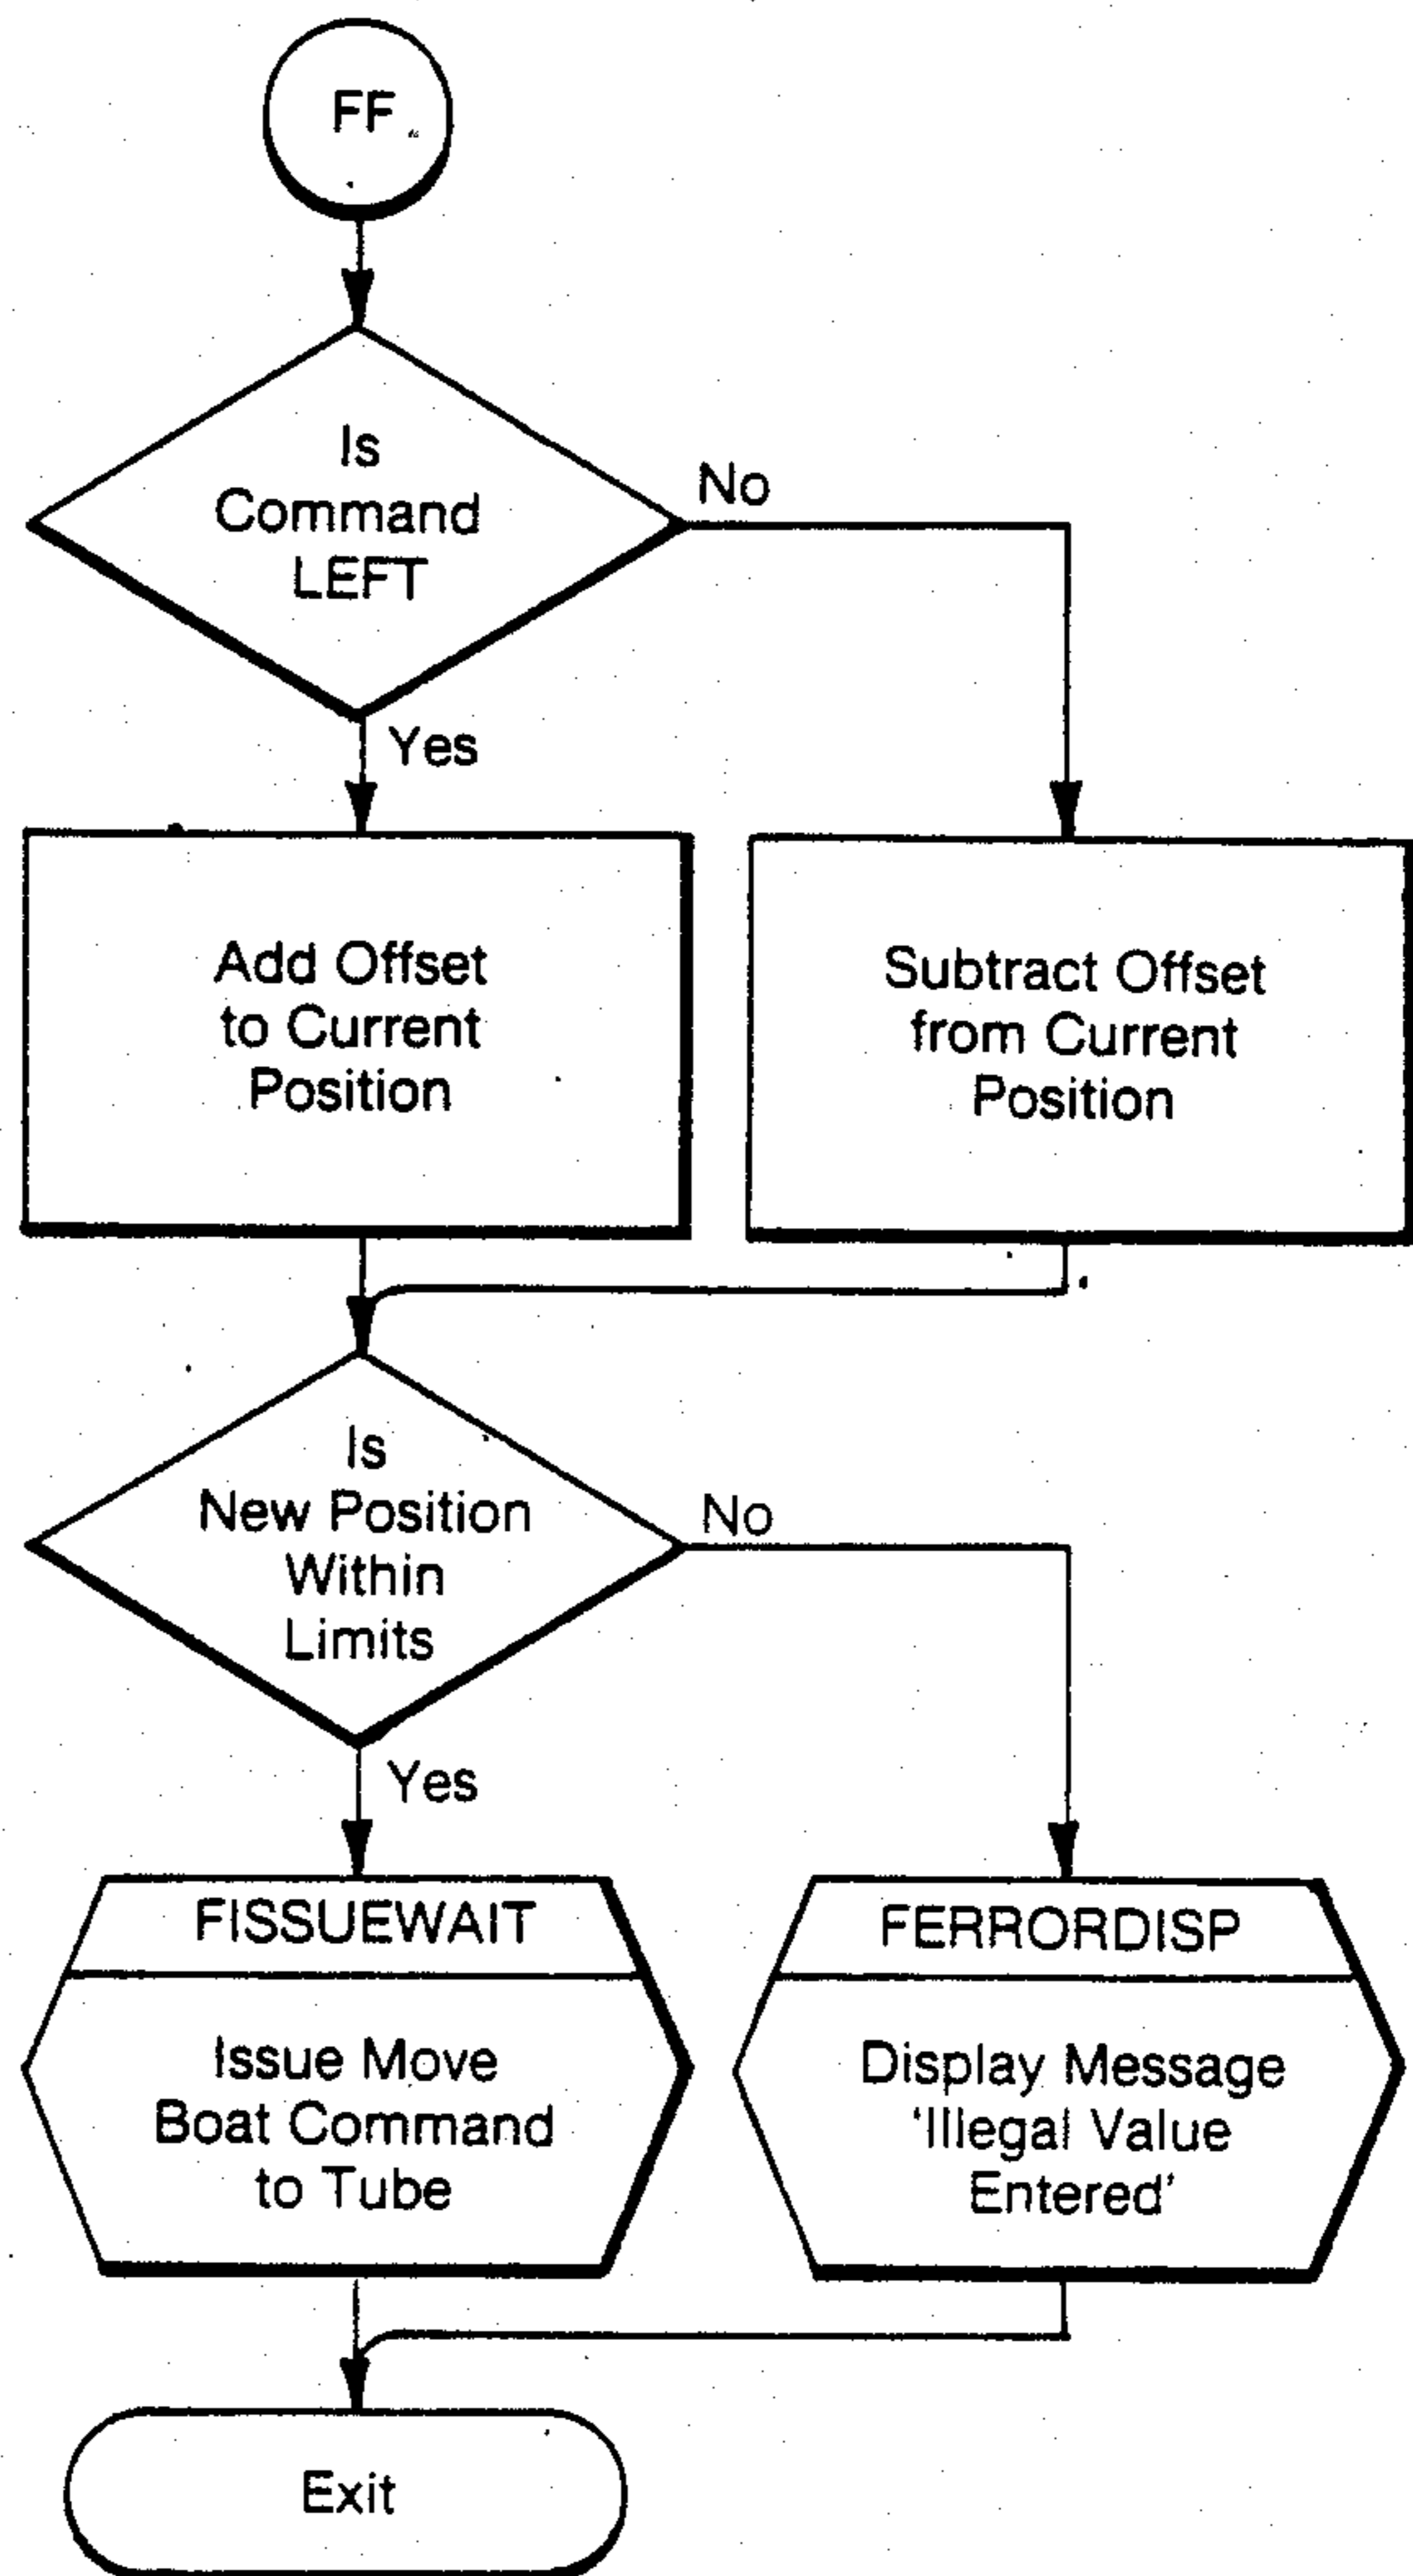 FF
Is
Command
LEFT
No
Yes
Add Offset
to Current
Position
Subtract Offset
from Current
Position
Is
New Position
Within
Limits
No
Yes
FISSUEWAIT
Issue Move
Boat Command
to Tube
FERRORDISP
Display Message
'Illegal Value
Entered'
Exit